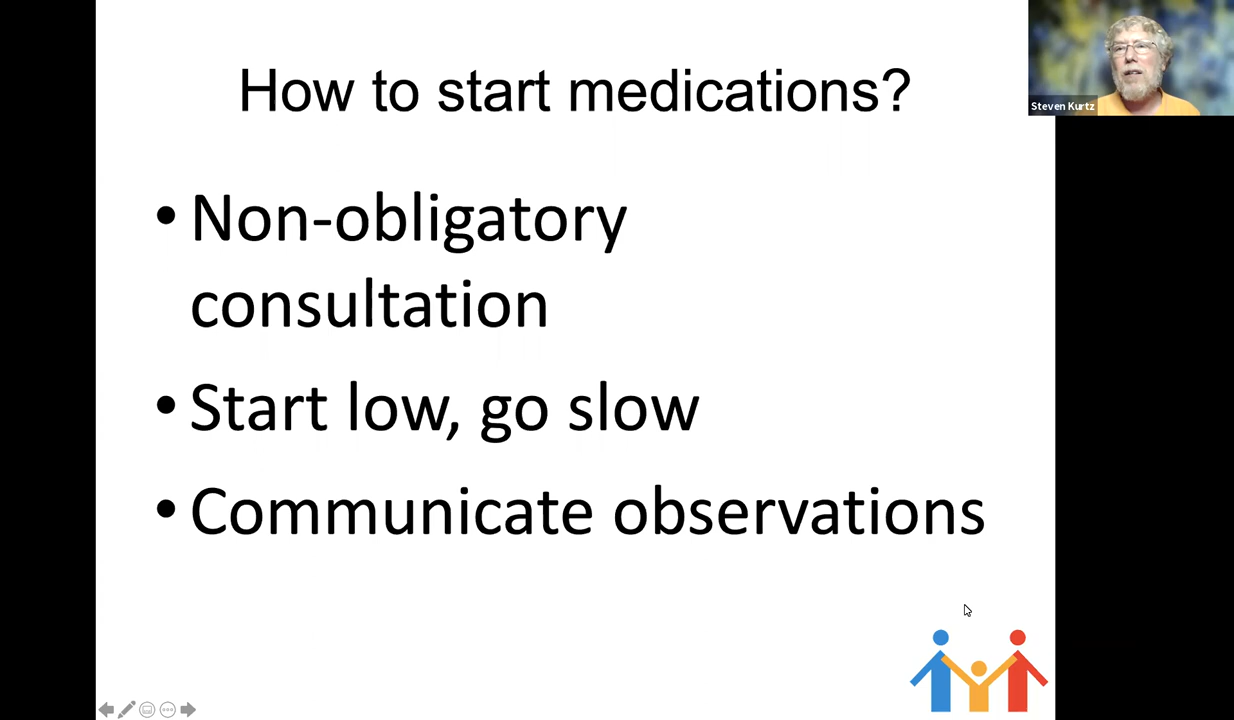 How to start medications?
Steven Kurtz
• Non-obligatory
consultation
• Start low, go slow
• Communicate observations